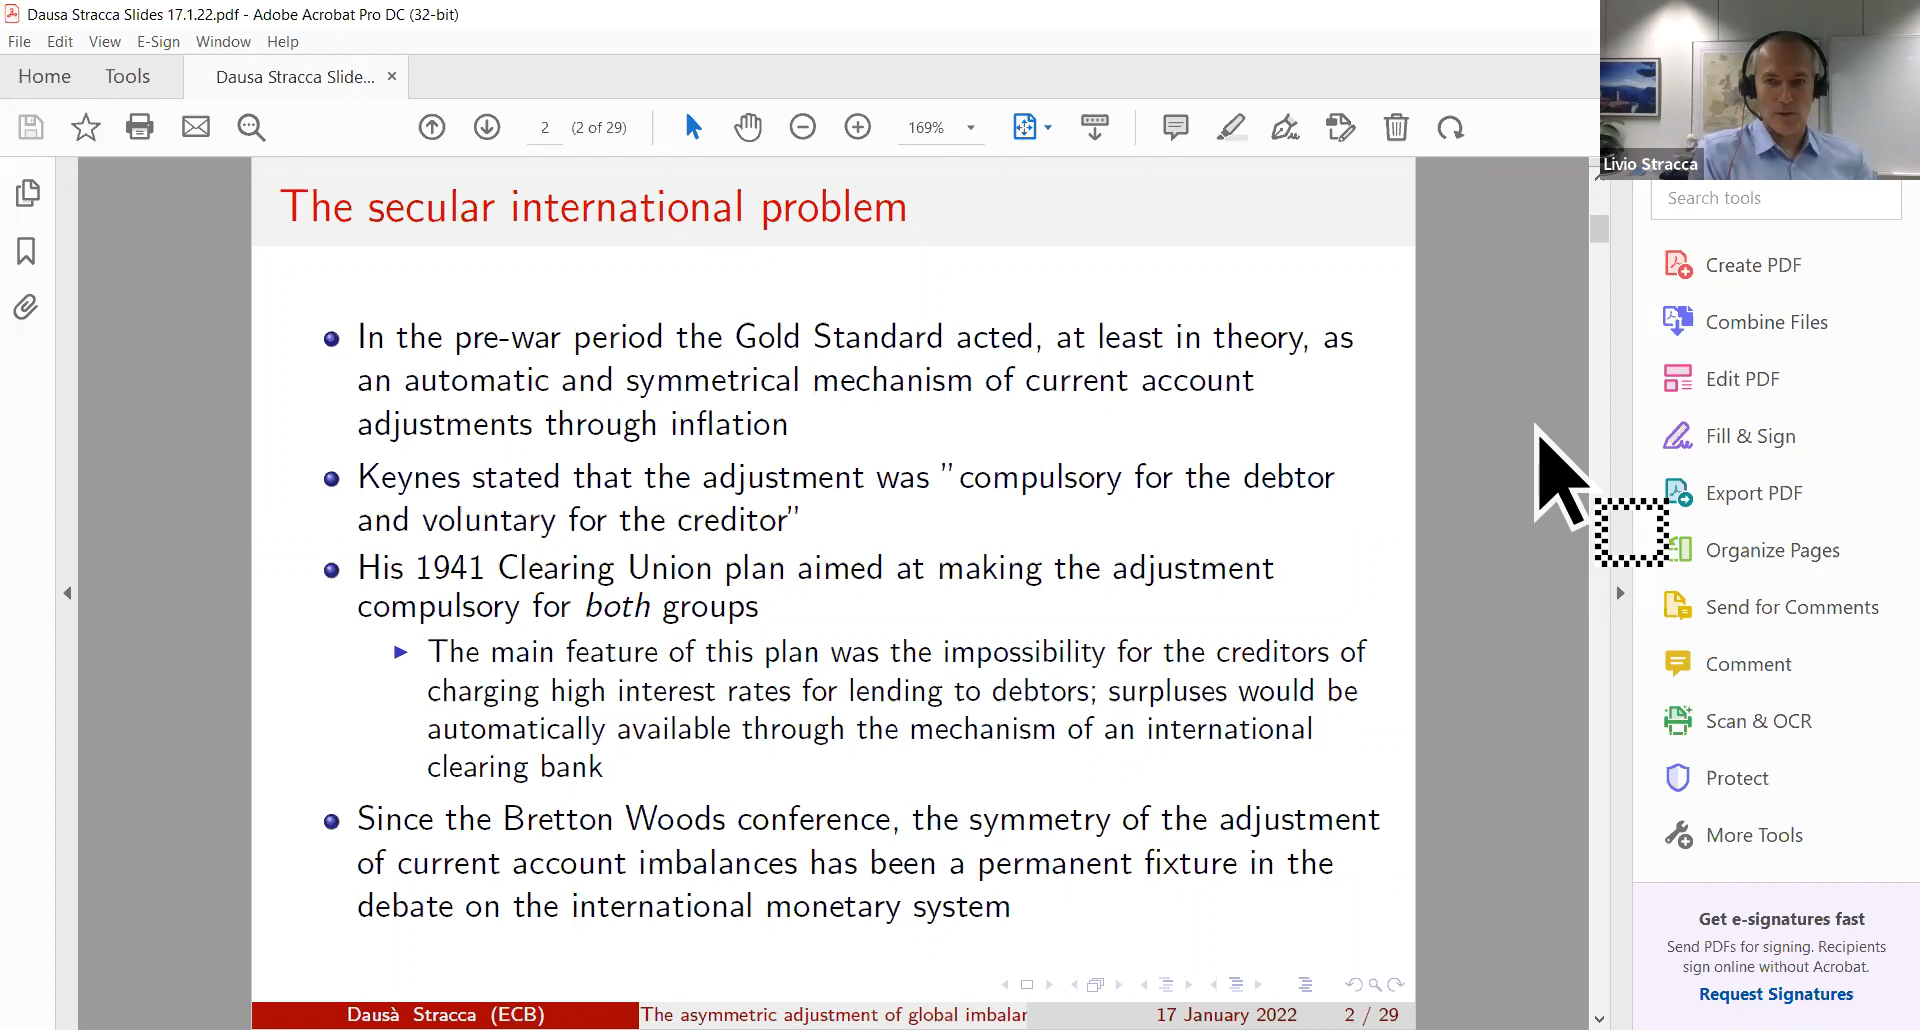 Dausa Stracca Slides 17.1.22.pdf - Adobe Acrobat Pro DC (32-bit)
File Edit View E-Sign Window Help
Home Tools Dausa Stracca Slide... ×
2 (2 of 29) 169%
Livio Stracca
The secular international problem
In the pre-war period the Gold Standard acted, at least in theory, as
an automatic and symmetrical mechanism of current account
adjustments through inflation
Keynes stated that the adjustment was "compulsory for the debtor
and voluntary for the creditor"
His 1941 Clearing Union plan aimed at making the adjustment
compulsory for both groups
The main feature of this plan was the impossibility for the creditors of
charging high interest rates for lending to debtors; surpluses would be
automatically available through the mechanism of an international
clearing bank
Since the Bretton Woods conference, the symmetry of the adjustment
of current account imbalances has been a permanent fixture in the
debate on the international monetary system
Dausà Stracca (ECB) The asymmetric adjustment of global imbalan 17 January 2022 2 / 29
Search tools
Create PDF
Combine Files
Edit PDF
Fill & Sign
Export PDF
Organize Pages
Send for Comments
Comment
Scan & OCR
Protect
More Tools
Get e-signatures fast
Send PDFs for signing. Recipients
sign online without Acrobat.
Request Signatures